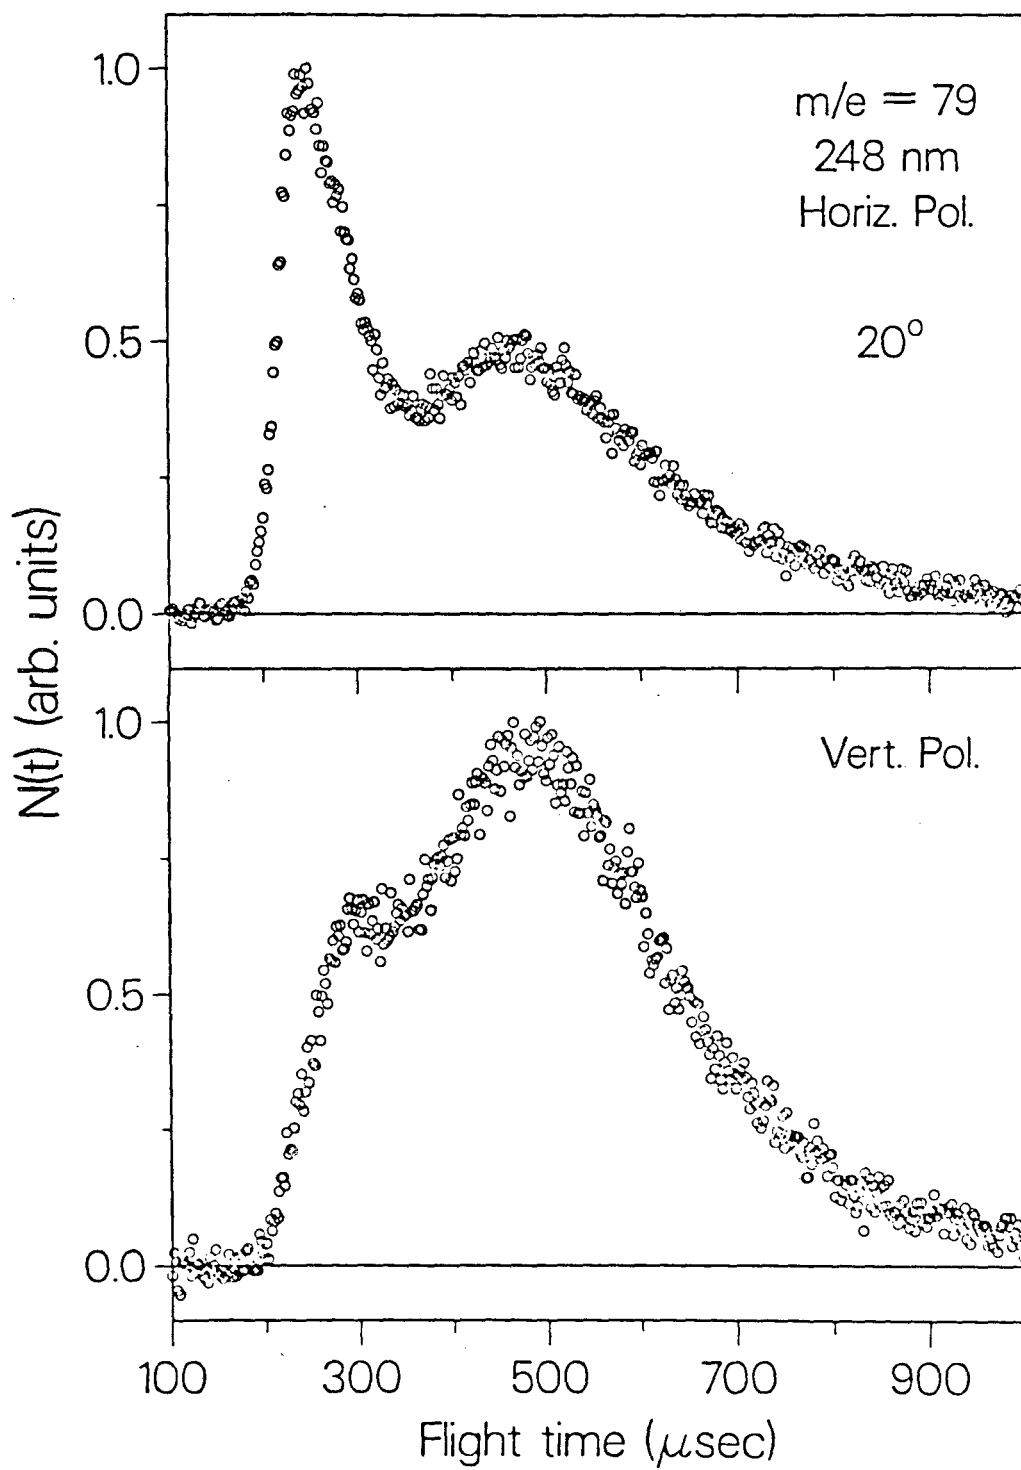 1.0
m/e = 79
248 nm
Horiz. Pol.
0.5
20°
0.0
N(t) (arb. units)
1.0
Vert. Pol.
0.5
0.0
100 300 500 700 900
Flight time (μsec)